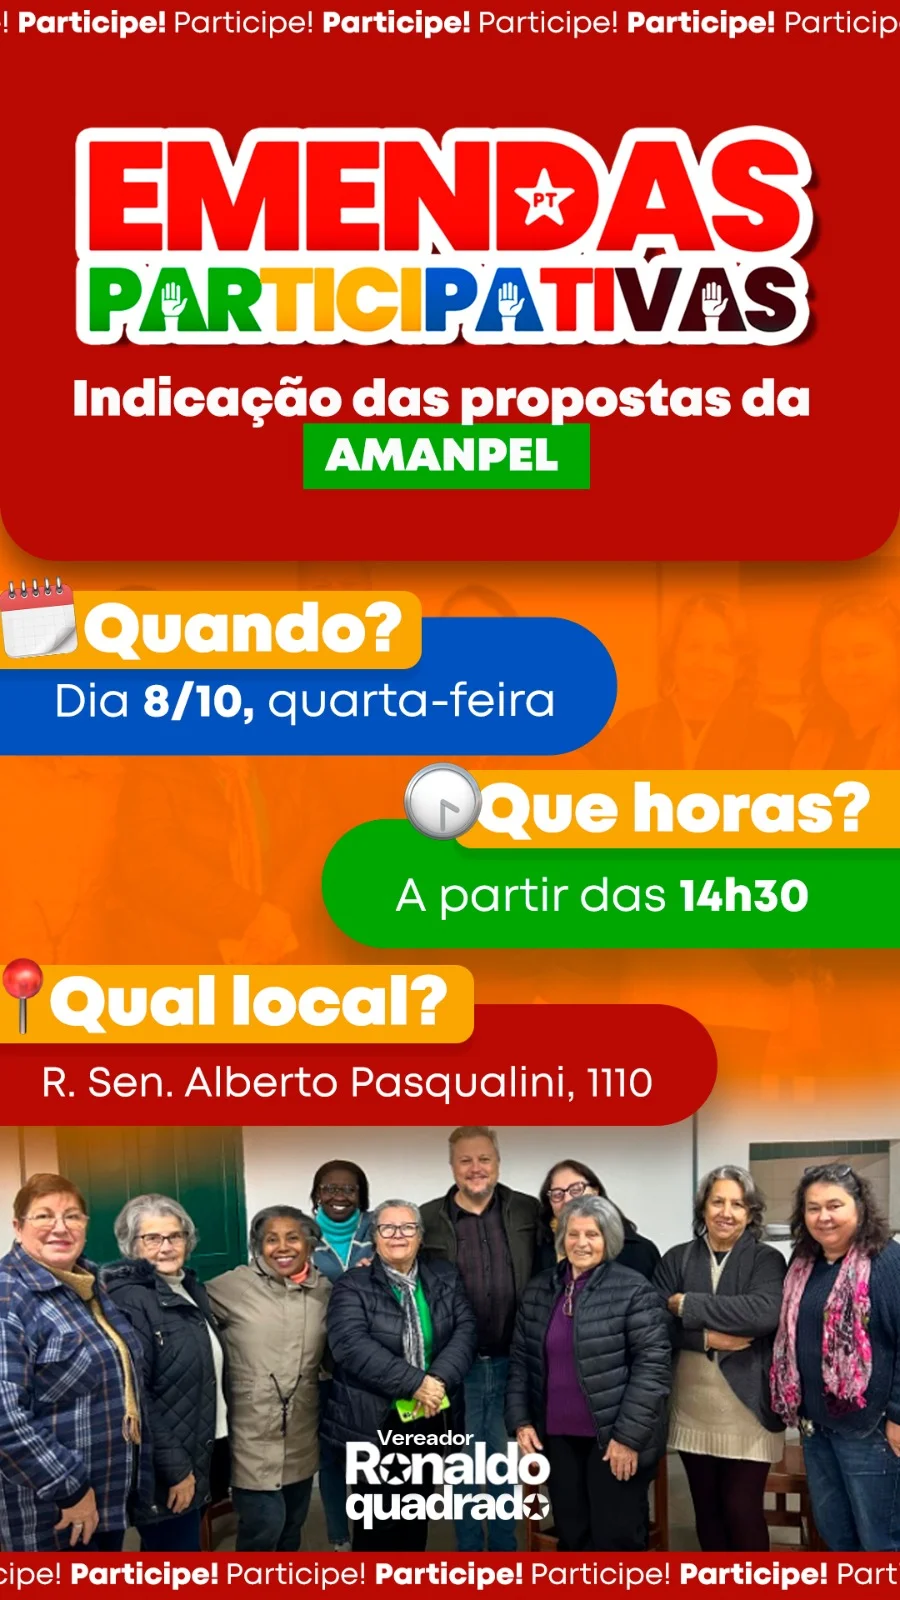 ! Participe! Participe! Participe! Participe! Participe! Particip
EMENDAS
PT
PARTICIPATIVAS
Indicação das propostas da
AMANPEL
Quando?
Dia 8/10, quarta-feira
Que horas?
A partir das 14h30
Qual local?
R. Sen. Alberto Pasqualini, 1110
Vereador
Ronaldo
quadrado
cipe! Participe! Participe! Participe! Participe! Participe! Parti